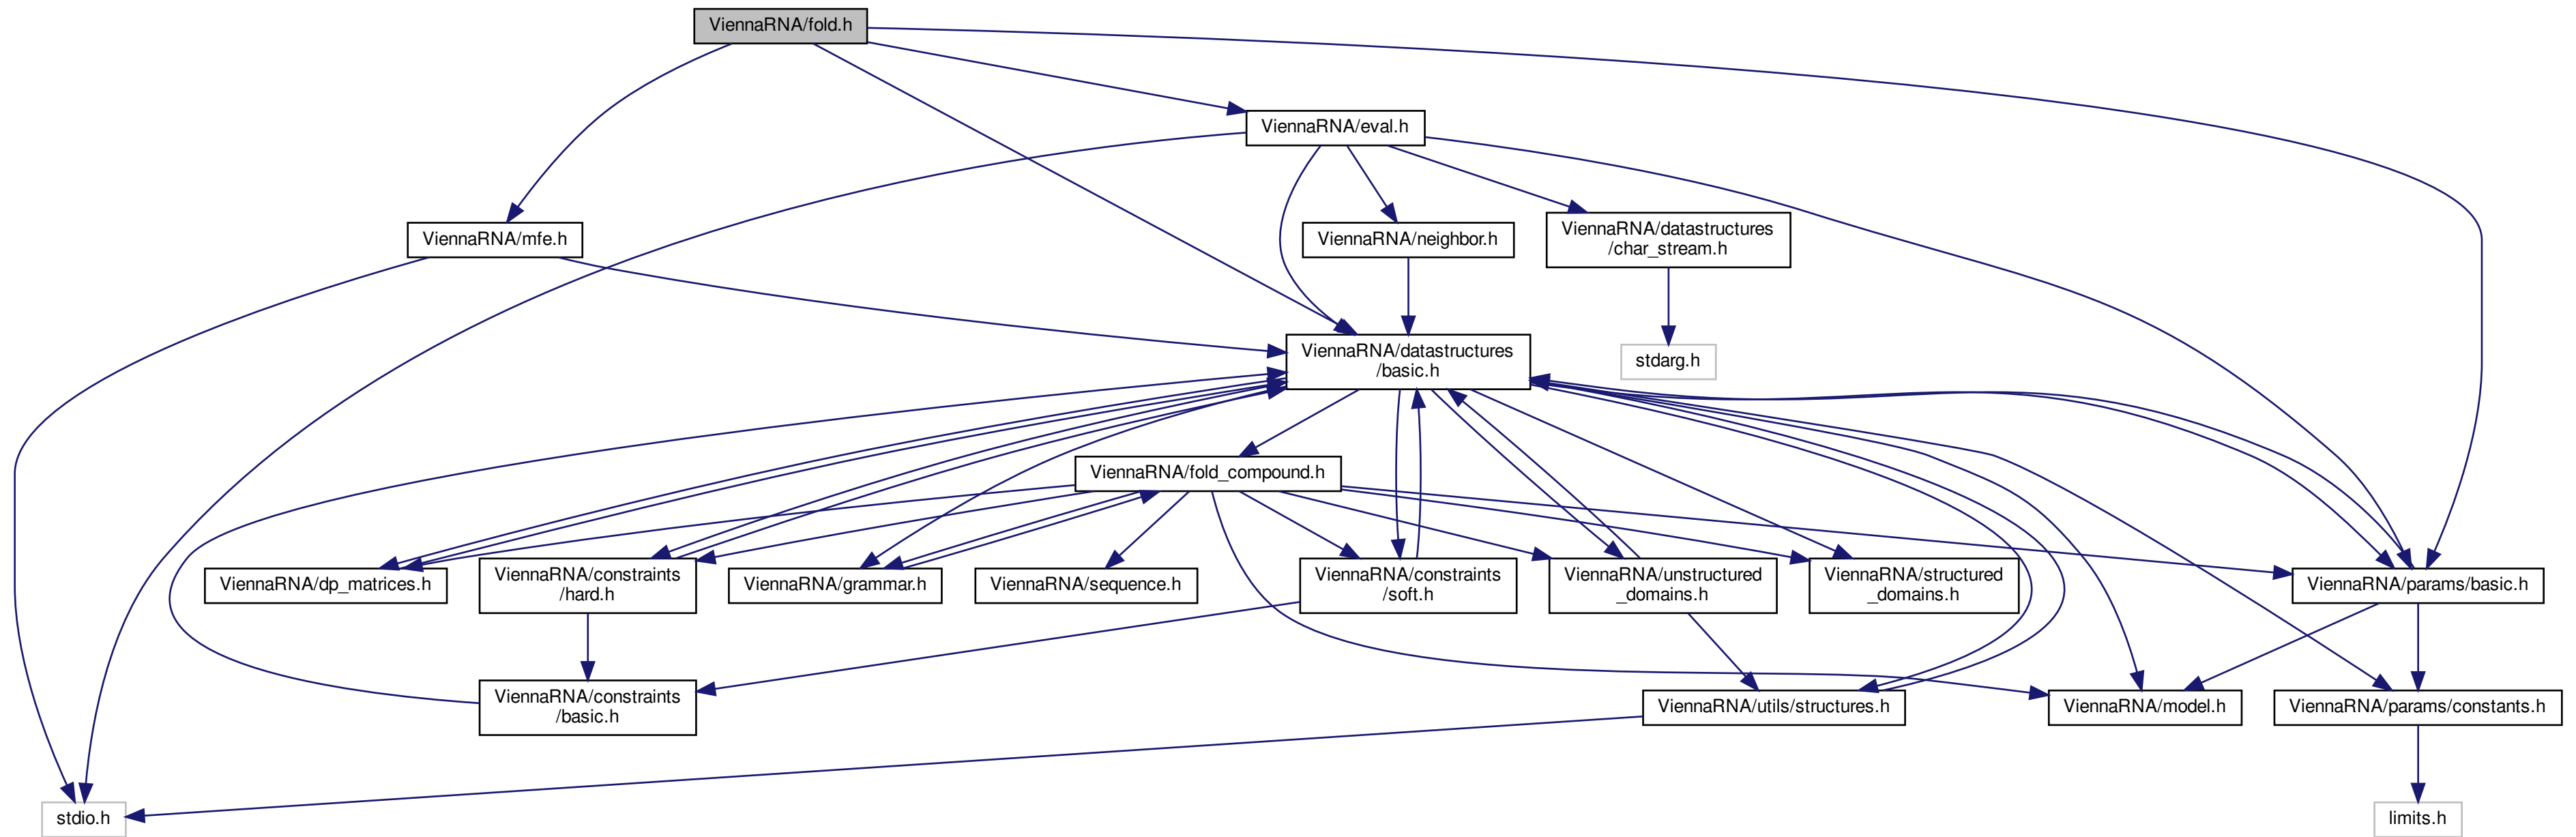 ViennaRNA/fold.h
ViennaRNA/eval.h
ViennaRNA/mfe.h
ViennaRNA/neighbor.h
ViennaRNA/datastructures
/char_stream.h
ViennaRNA/datastructures
/basic.h
stdarg.h
ViennaRNA/fold_compound.h
ViennaRNA/dp_matrices.h
ViennaRNA/constraints
/hard.h
ViennaRNA/grammar.h
ViennaRNA/sequence.h
ViennaRNA/constraints
/soft.h
ViennaRNA/unstructured
_domains.h
ViennaRNA/structured
_domains.h
ViennaRNA/params/basic.h
ViennaRNA/constraints
/basic.h
ViennaRNA/utils/structures.h
ViennaRNA/model.h
ViennaRNA/params/constants.h
stdio.h
limits.h